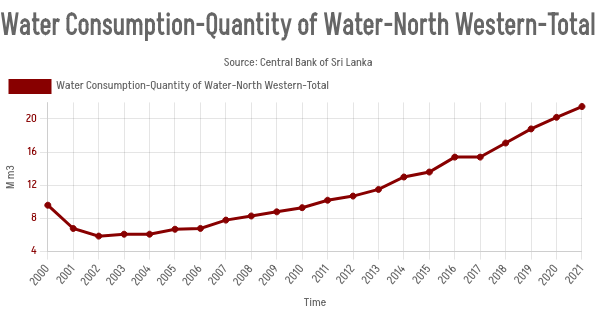 Water Consumption-Quantity of Water-North Western-Total
Source: Central Bank of Sri Lanka
Water Consumption-Quantity of Water-North Western-Total
20
16
12
8
4
M m3
2000 2001 2002 2003 2004 2005 2006 2007 2008 2009 2010 2011 2012 2013 2014 2015 2016 2017 2018 2019 2020 2021
Time